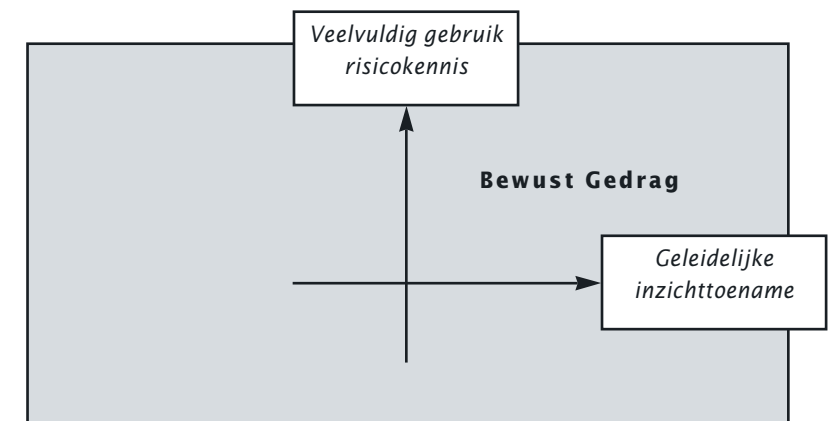 Veelvuldig gebruik
risicokennis
Bewust Gedrag
Geleidelijke
inzichttoename